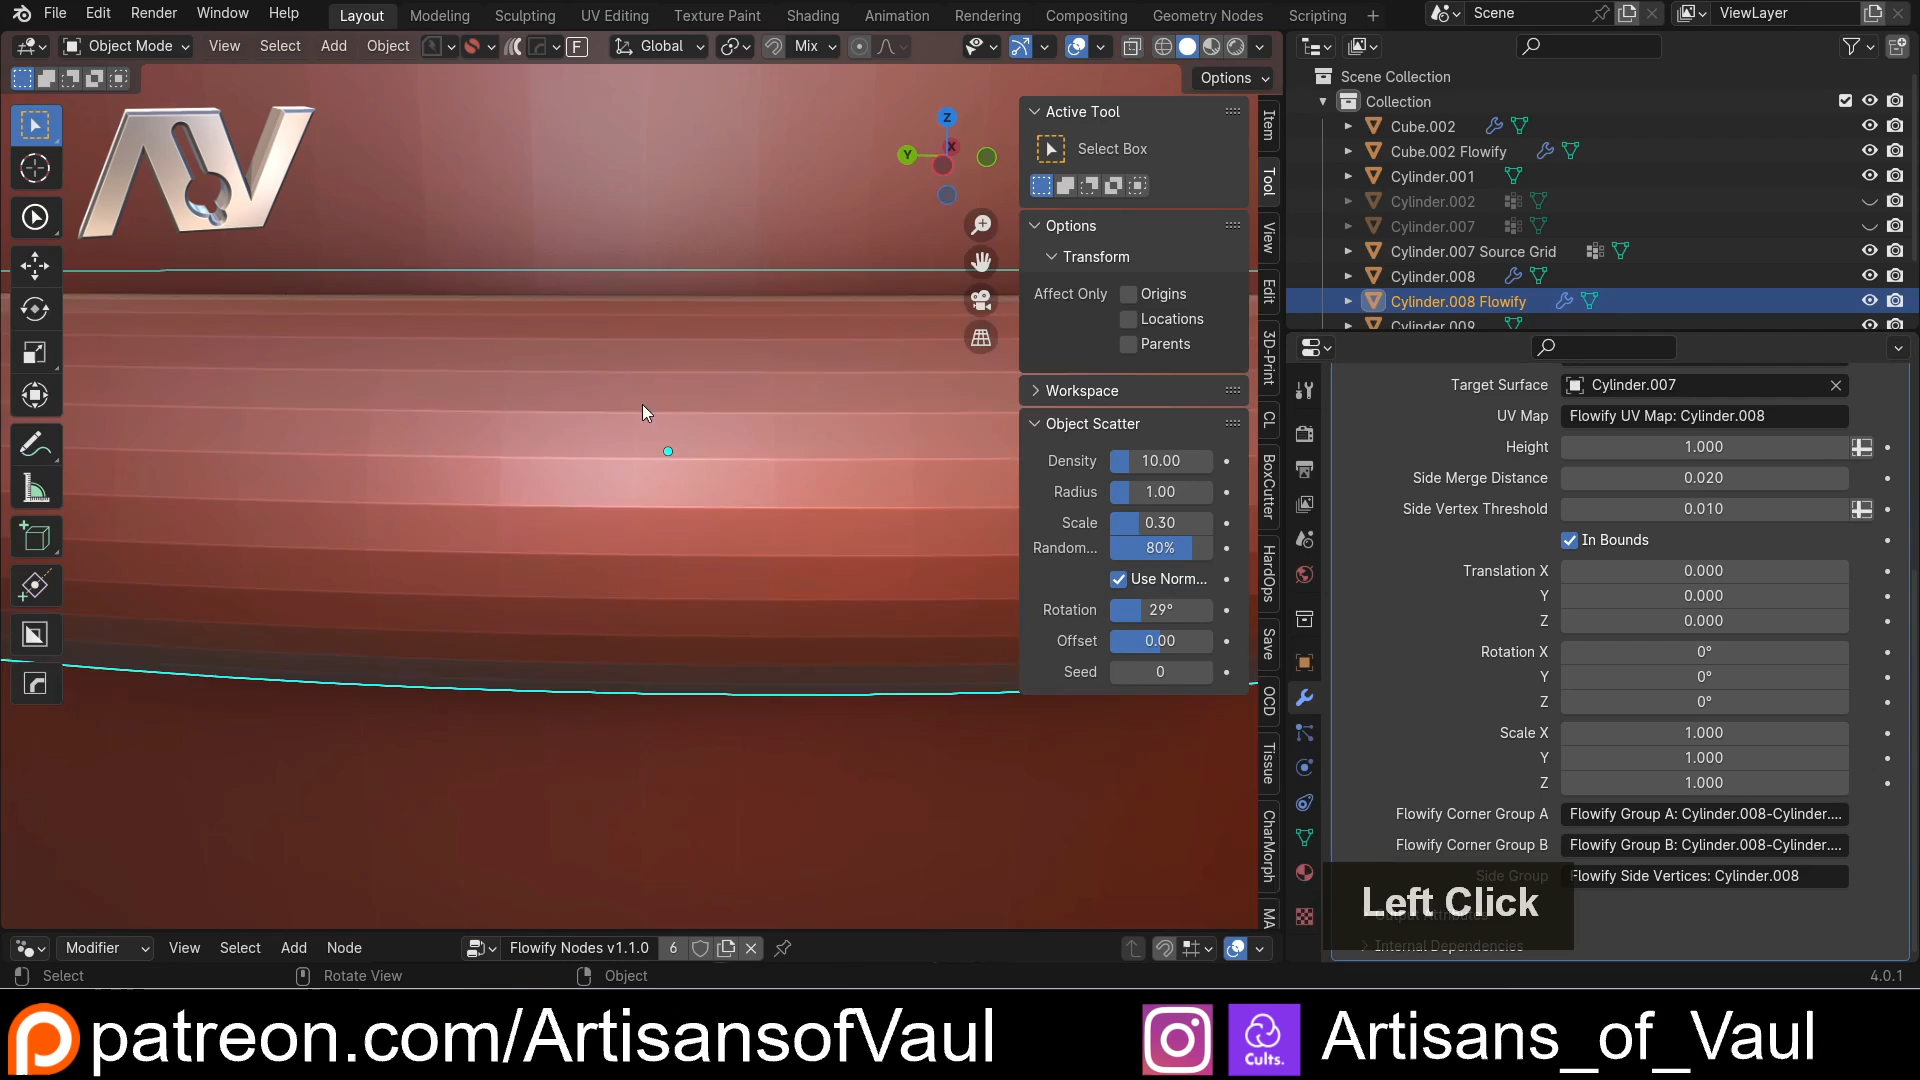 File Edit Render Window Help Layout Modeling Sculpting UV Editing Texture Paint Shading Animation Rendering Compositing Geometry Nodes Scripting + Scene ViewLayer
Object Mode View Select Add Object F Global Mix
Options
Scene Collection
Collection
Cube.002
Cube.002 Flowify
Cylinder.001
Cylinder.002
Cylinder.007
Cylinder.007 Source Grid
Cylinder.008
Cylinder.008 Flowify
Cylinder.009
AV
Z
Y
X
Active Tool
Select Box
Options
Transform
Affect Only Origins
Locations
Parents
Workspace
Object Scatter
Density 10.00
Radius 1.00
Scale 0.30
Random... 80%
Use Norm...
Rotation 29°
Offset 0.00
Seed 0
Item
Tool
View
Edit
3D-Print
CL
BoxCutter
HardOps
Save
OCD
Tissue
CharMorph
MA
Target Surface Cylinder.007
UV Map Flowify UV Map: Cylinder.008
Height 1.000
Side Merge Distance 0.020
Side Vertex Threshold 0.010
In Bounds
Translation X 0.000
Y 0.000
Z 0.000
Rotation X 0°
Y 0°
Z 0°
Scale X 1.000
Y 1.000
Z 1.000
Flowify Corner Group A Flowify Group A: Cylinder.008-Cylinder....
Flowify Corner Group B Flowify Group B: Cylinder.008-Cylinder....
Side Group Flowify Side Vertices: Cylinder.008
Left Click
Output Attributes
Internal Dependencies
Modifier View Select Add Node Flowify Nodes v1.1.0 6
Select Rotate View Object 4.0.1
patreon.com/ArtisansofVaul Cults. Artisans_of_Vaul